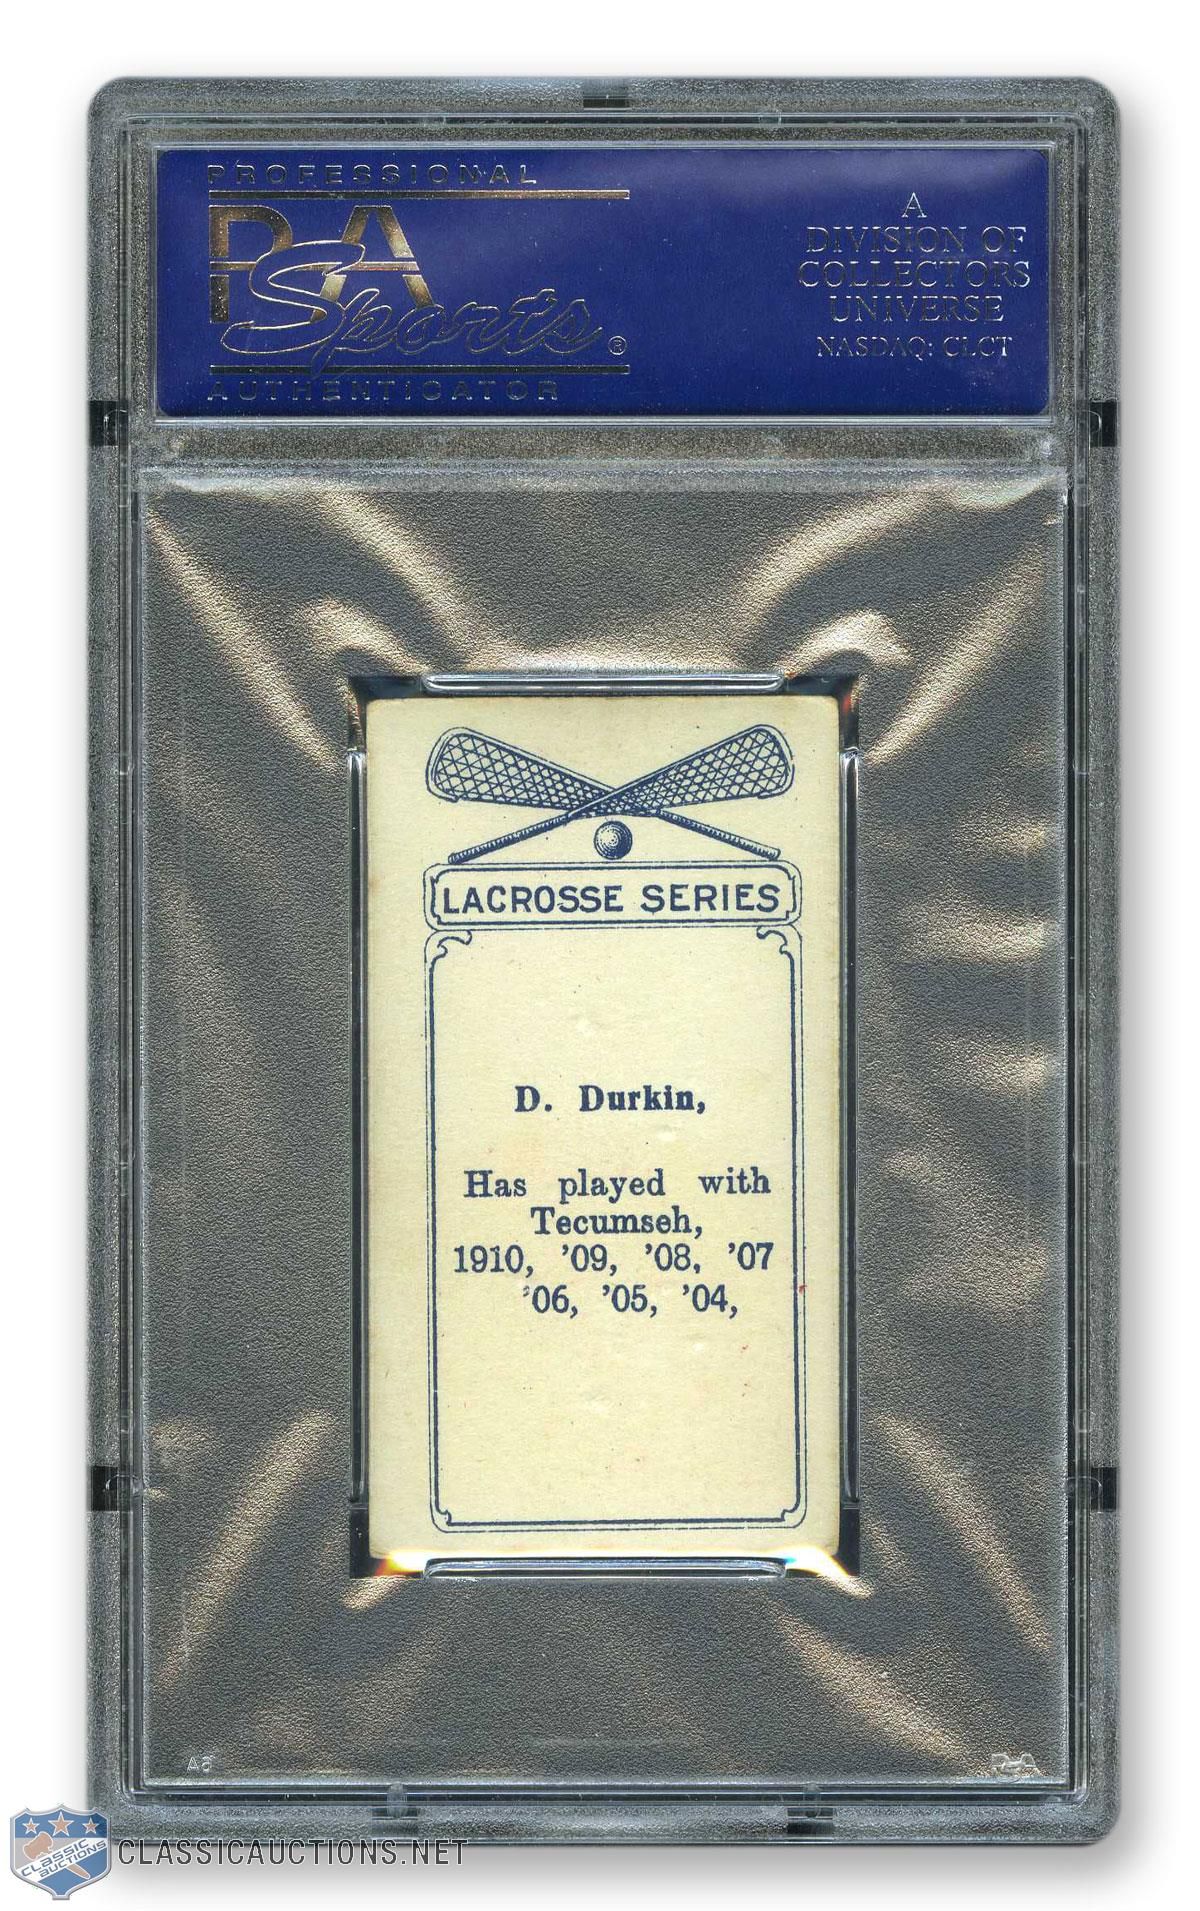 PROFESSIONAL
PSA
Sports®
AUTHENTICATOR
A
DIVISION OF
COLLECTORS
UNIVERSE
NASDAQ: CLCT
LACROSSE SERIES
D. Durkin,
Has played with
Tecumseh,
1910, '09, '08, '07
'06, '05, '04,
PSA
CLASSIC
AUCTIONS
CLASSICAUCTIONS.NET